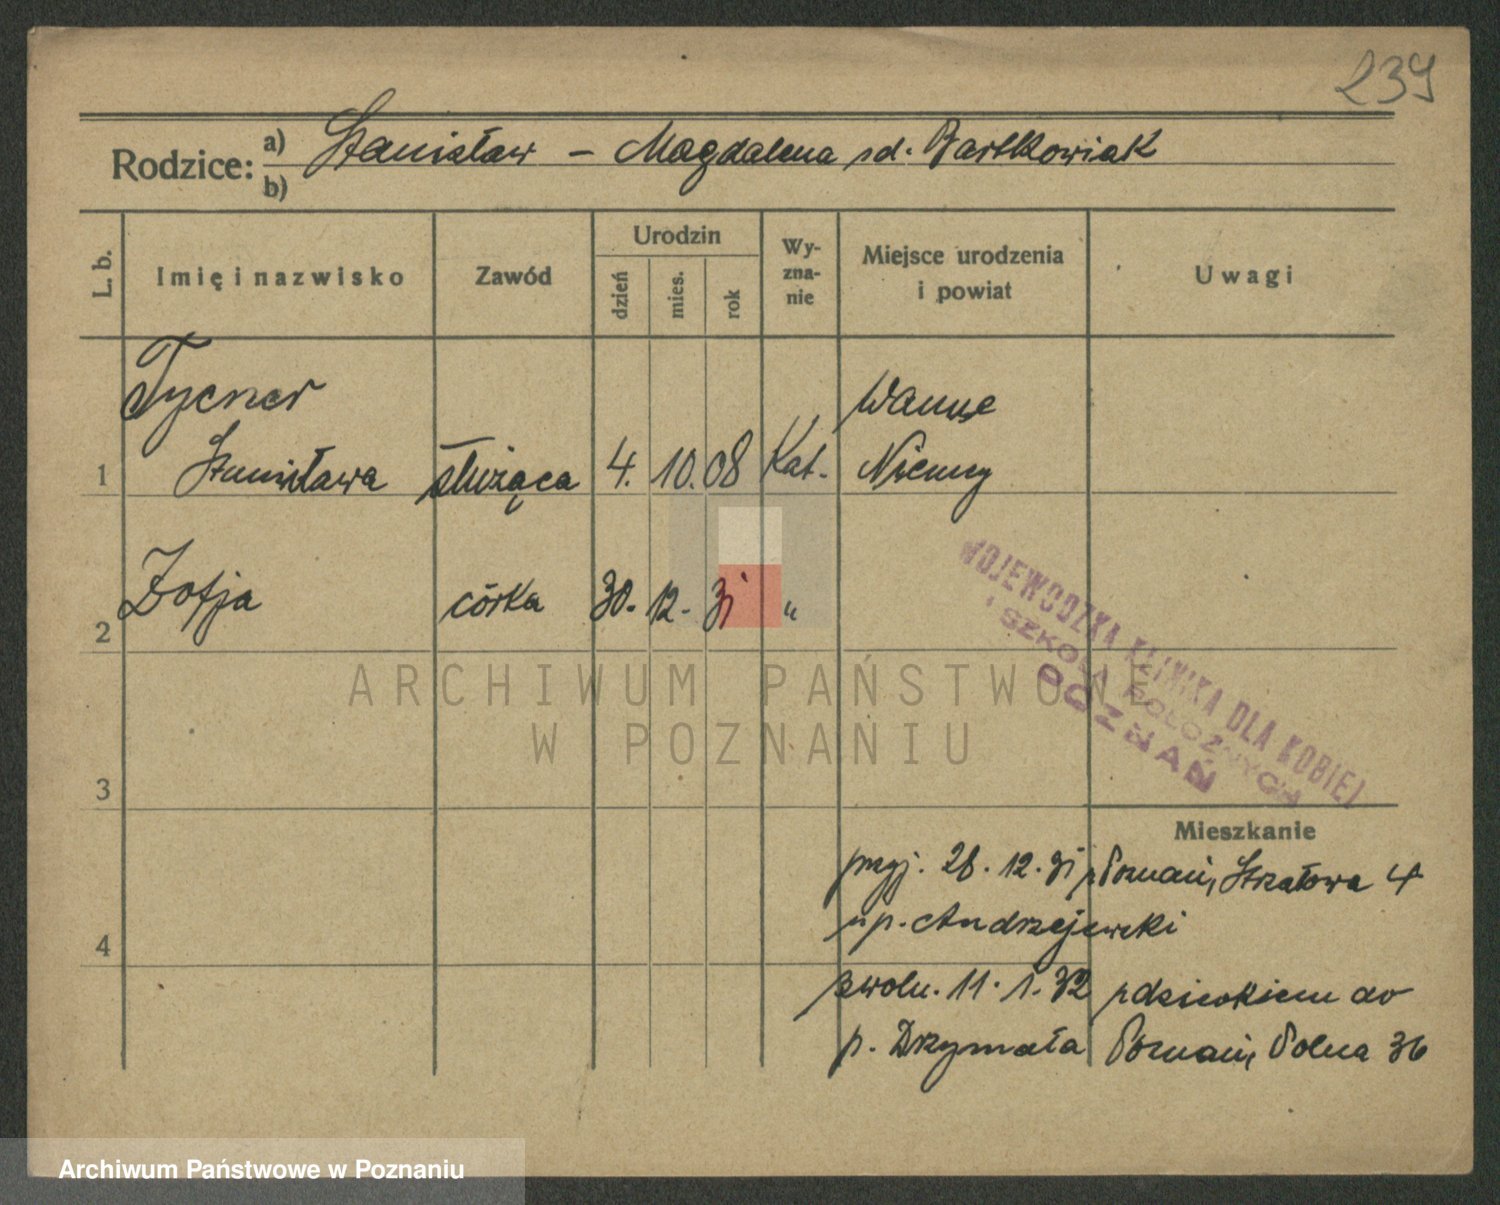 239
Rodzice: a) Stanisław – Magdalena zd. Bartkowiak
b)
L. b.
Imię i nazwisko
Zawód
Urodzin
dzień
mies.
rok
Wy-
zna-
nie
Miejsce urodzenia
i powiat
Uwagi
Tycner
Wanne
1 Stanisława służąca 4. 10. 08 Kat. Niemcy
2 Zofja córka 30. 12. 31 "
WOJEWÓDZKA KLINIKA DLA KOBIET
I SZKOŁA POŁOŻNYCH
POZNAŃ
ARCHIWUM PAŃSTWOWE
W POZNANIU
3
Mieszkanie
przyj. 28. 12. 31 z Poznań, Strzałowa 4
4 u p. Andrzejewski
zwoln. 11. 1. 32 z dzieckiem do
p. Drzymała Poznań, Polna 36
Archiwum Państwowe w Poznaniu